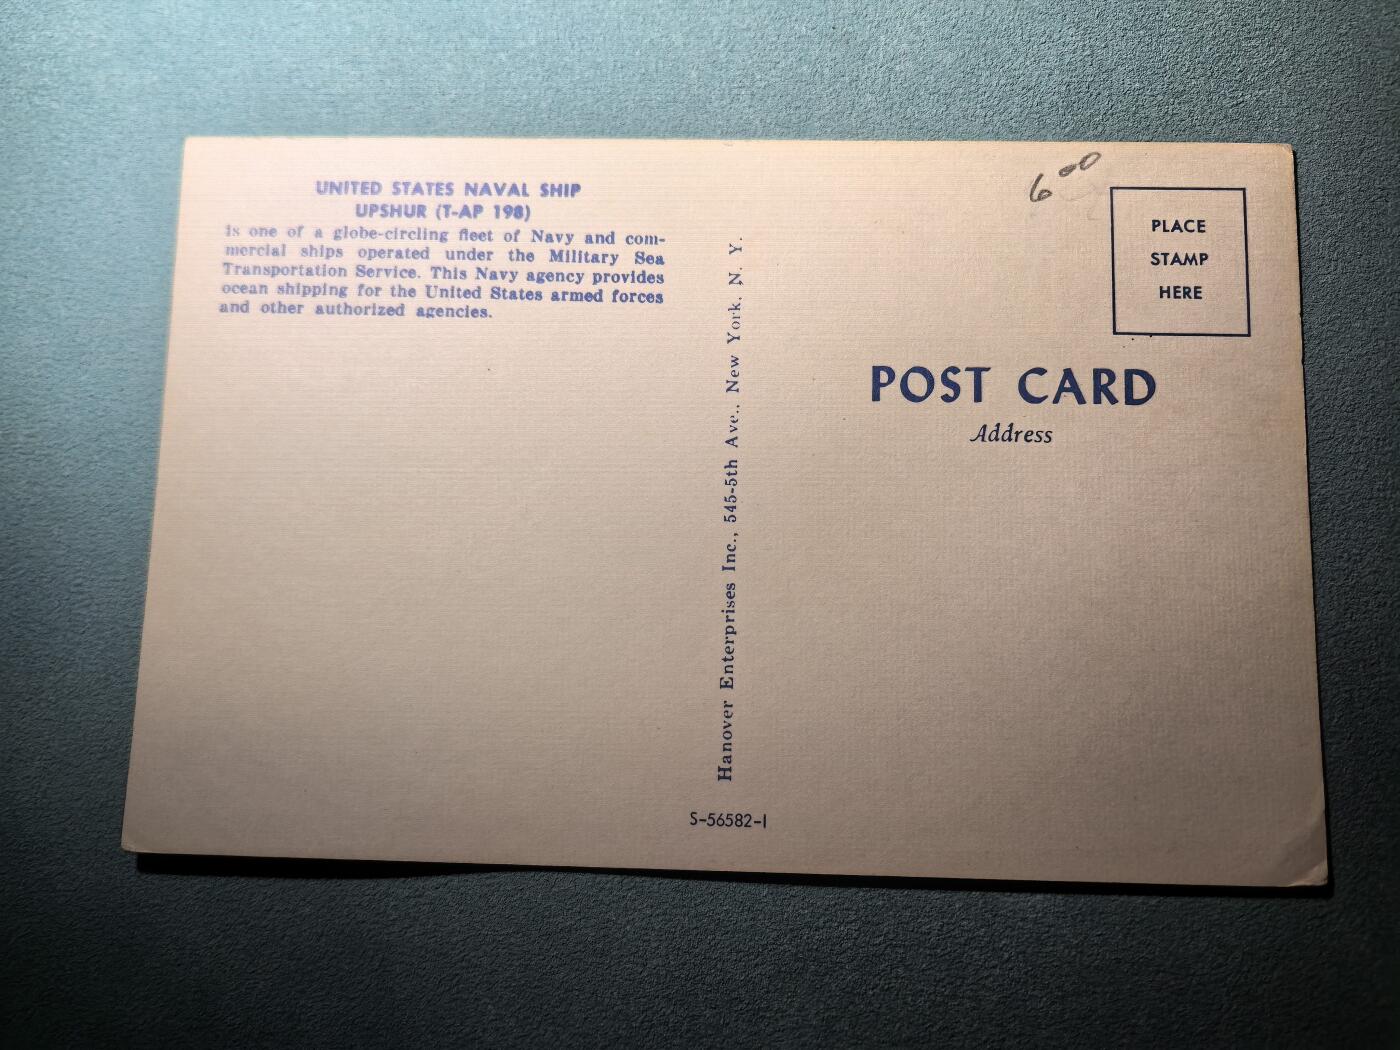 UNITED STATES NAVAL SHIP
UPSHUR (T-AP 198)
is one of a globe-circling fleet of Navy and com-
mercial ships operated under the Military Sea
Transportation Service. This Navy agency provides
ocean shipping for the United States armed forces
and other authorized agencies.
Hanover Enterprises Inc., 545-5th Ave., New York, N. Y.
S-56582-1
6 00
PLACE
STAMP
HERE
POST CARD
Address